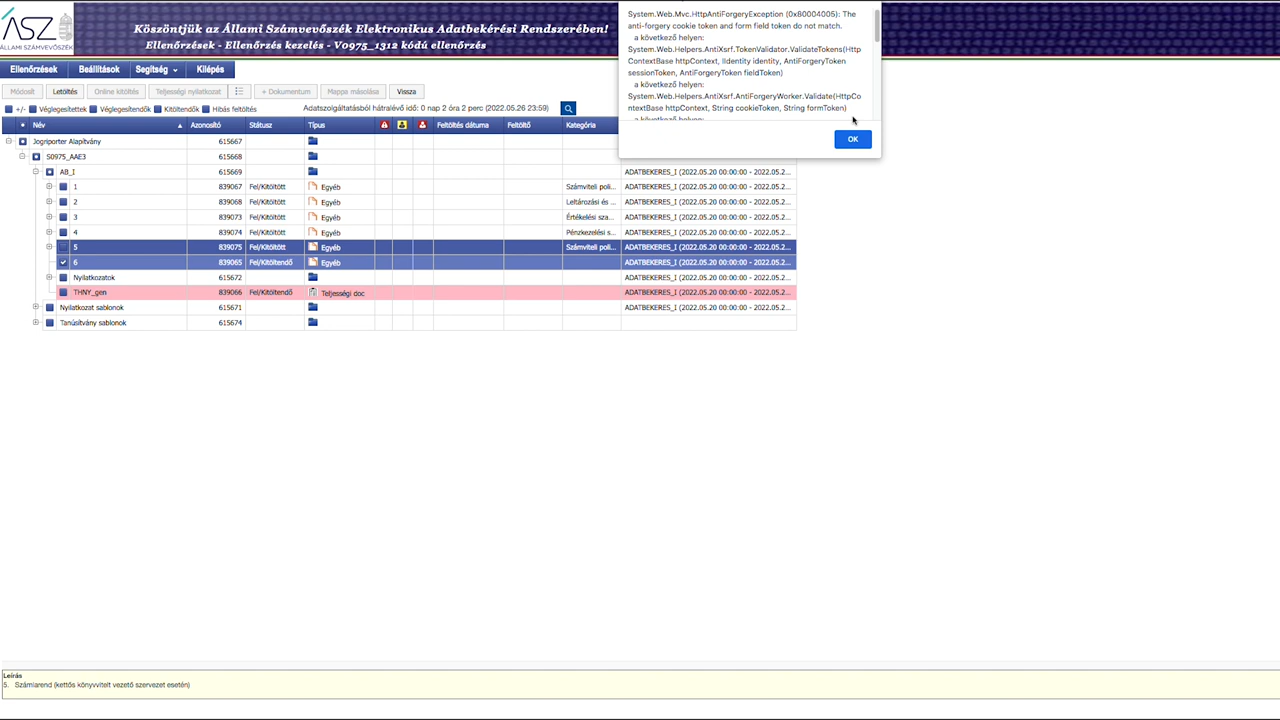 ÁSZ
ÁLLAMI SZÁMVEVŐSZÉK
Köszöntjük az Állami Számvevőszék Elektronikus Adatbekérési Rendszerében!
Ellenőrzések - Ellenőrzés kezelés - V0975_1312 kódú ellenőrzés
System.Web.Mvc.HttpAntiForgeryException (0x80004005): The
anti-forgery cookie token and form field token do not match.
a következő helyen:
System.Web.Helpers.AntiXsrf.TokenValidator.ValidateTokens(Http
ContextBase httpContext, IIdentity identity, AntiForgeryToken
sessionToken, AntiForgeryToken fieldToken)
a következő helyen:
System.Web.Helpers.AntiXsrf.AntiForgeryWorker.Validate(HttpCo
ntextBase httpContext, String cookieToken, String formToken)
a következő helyen:
OK
Ellenőrzések Beállítások Segítség Kilépés
Módosít Letöltés Online kitöltés Teljességi nyilatkozat + Dokumentum Mappa másolása Vissza
+/- Véglegesítettek Véglegesítendők Kitöltendők Hibás feltöltés Adatszolgáltatásból hátralévő idő: 0 nap 2 óra 2 perc (2022.05.26 23:59)
Név Azonosító Státusz Típus Feltöltés dátuma Feltöltő Kategória
Jogriporter Alapítvány 615667
S0975_AAE3 615668
AB_I 615669 ADATBEKERES_I (2022.05.20 00:00:00 - 2022.05.2...
1 839067 Fel/Kitöltött Egyéb Számviteli poli... ADATBEKERES_I (2022.05.20 00:00:00 - 2022.05.2...
2 839068 Fel/Kitöltött Egyéb Leltározási és ... ADATBEKERES_I (2022.05.20 00:00:00 - 2022.05.2...
3 839073 Fel/Kitöltött Egyéb Értékelési sza... ADATBEKERES_I (2022.05.20 00:00:00 - 2022.05.2...
4 839074 Fel/Kitöltött Egyéb Pénzkezelési s... ADATBEKERES_I (2022.05.20 00:00:00 - 2022.05.2...
5 839075 Fel/Kitöltött Egyéb Számviteli poli... ADATBEKERES_I (2022.05.20 00:00:00 - 2022.05.2...
6 839065 Fel/Kitöltendő Egyéb ADATBEKERES_I (2022.05.20 00:00:00 - 2022.05.2...
Nyilatkozatok 615672 ADATBEKERES_I (2022.05.20 00:00:00 - 2022.05.2...
THNY_gen 839066 Fel/Kitöltendő Teljességi doc ADATBEKERES_I (2022.05.20 00:00:00 - 2022.05.2...
Nyilatkozat sablonok 615671 ADATBEKERES_I (2022.05.20 00:00:00 - 2022.05.2...
Tanúsítvány sablonok 615674
Leírás
5. Számlarend (kettős könyvvitelt vezető szervezet esetén)